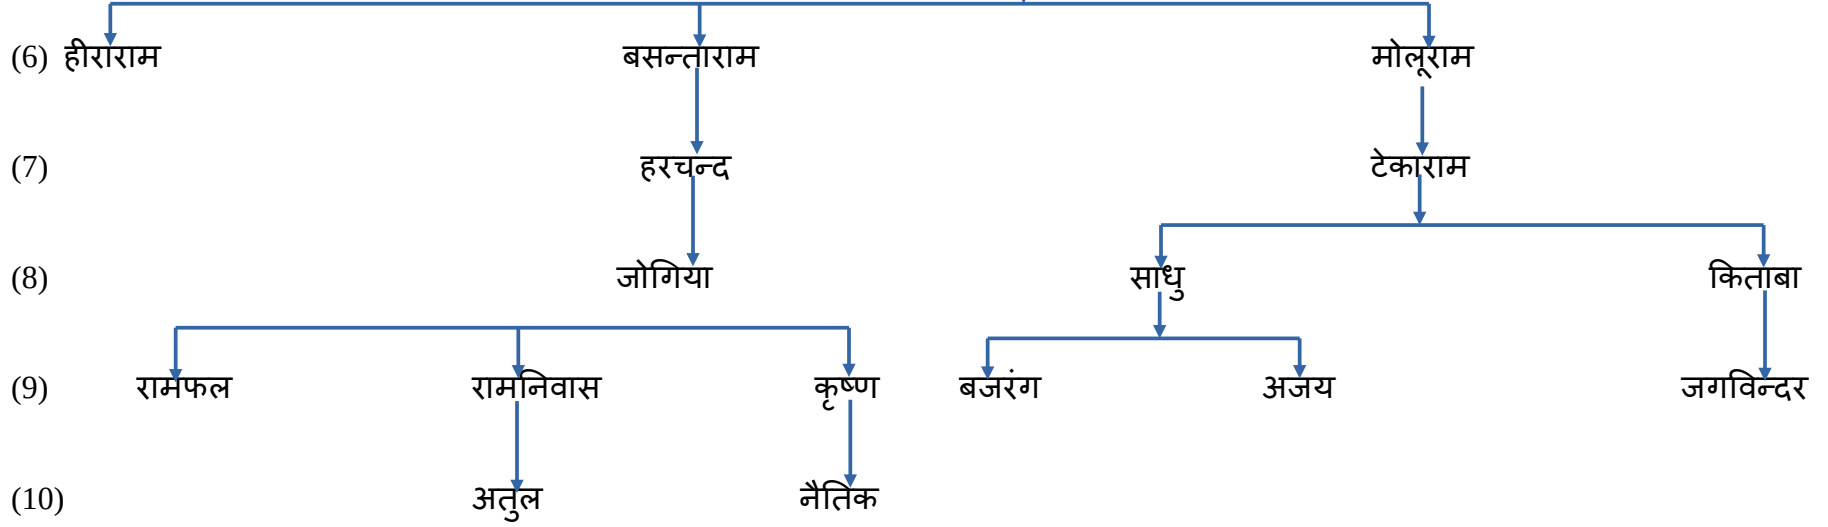 (6) हीराराम बसन्ताराम मोलूराम
(7) हरचन्द टेकाराम
(8) जोगिया साधु किताबा
(9) रामफल रामनिवास कृष्ण बजरंग अजय जगविन्दर
(10) अतुल नैतिक